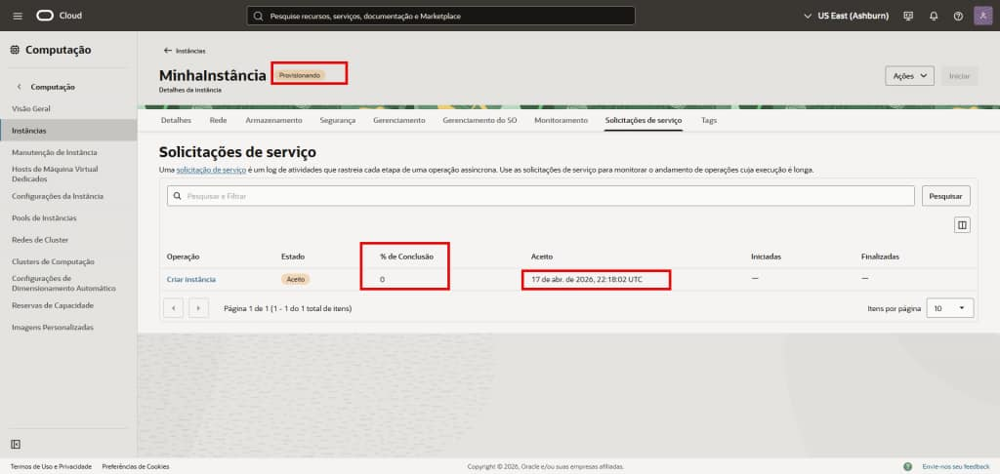 Cloud
Pesquise recursos, serviços, documentação e Marketplace
US East (Ashburn)
Computação
Computação
Visão Geral
Instâncias
Manutenção de Instância
Hosts de Máquina Virtual
Dedicados
Configurações da Instância
Pools de Instâncias
Redes de Cluster
Clusters de Computação
Configurações de
Dimensionamento Automático
Reservas de Capacidade
Imagens Personalizadas
Instâncias
MinhaInstância
Provisionando
Detalhes da instância
Ações
Iniciar
Detalhes
Rede
Armazenamento
Segurança
Gerenciamento
Gerenciamento do SO
Monitoramento
Solicitações de serviço
Tags
Solicitações de serviço
Uma solicitação de serviço é um log de atividades que rastreia cada etapa de uma operação assíncrona. Use as solicitações de serviço para monitorar o andamento de operações cuja execução é longa.
Pesquisar e Filtrar
Pesquisar
Operação Estado % de Conclusão Aceito Iniciadas Finalizadas
Criar Instância Aceito 0 17 de abr. de 2026, 22:18:02 UTC — —
Página 1 de 1 (1 - 1 do 1 total de itens)
Itens por página 10
Termos de Uso e Privacidade
Preferências de Cookies
Copyright © 2026, Oracle e/ou suas empresas afiliadas.
Envie-nos seu feedback